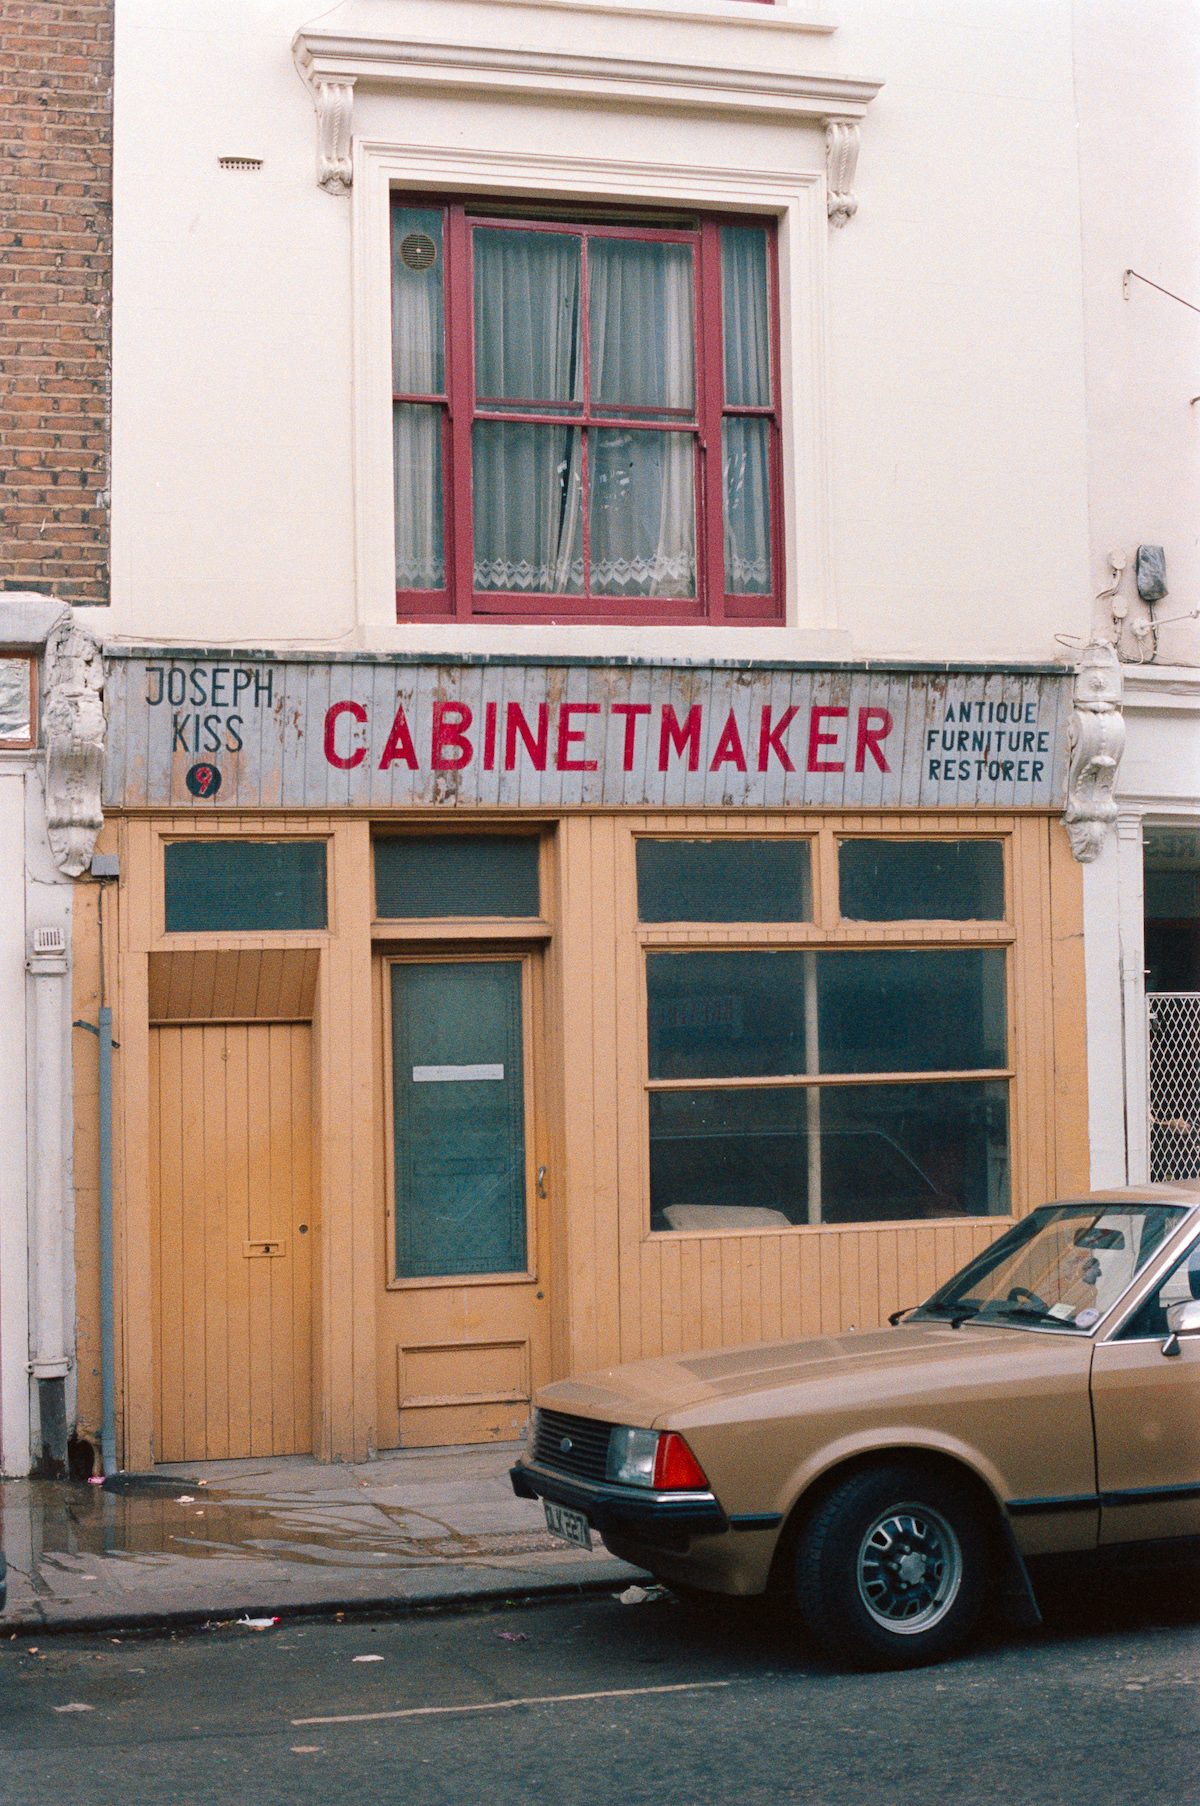 JOSEPH
KISS
9
CABINETMAKER
ANTIQUE
FURNITURE
RESTORER